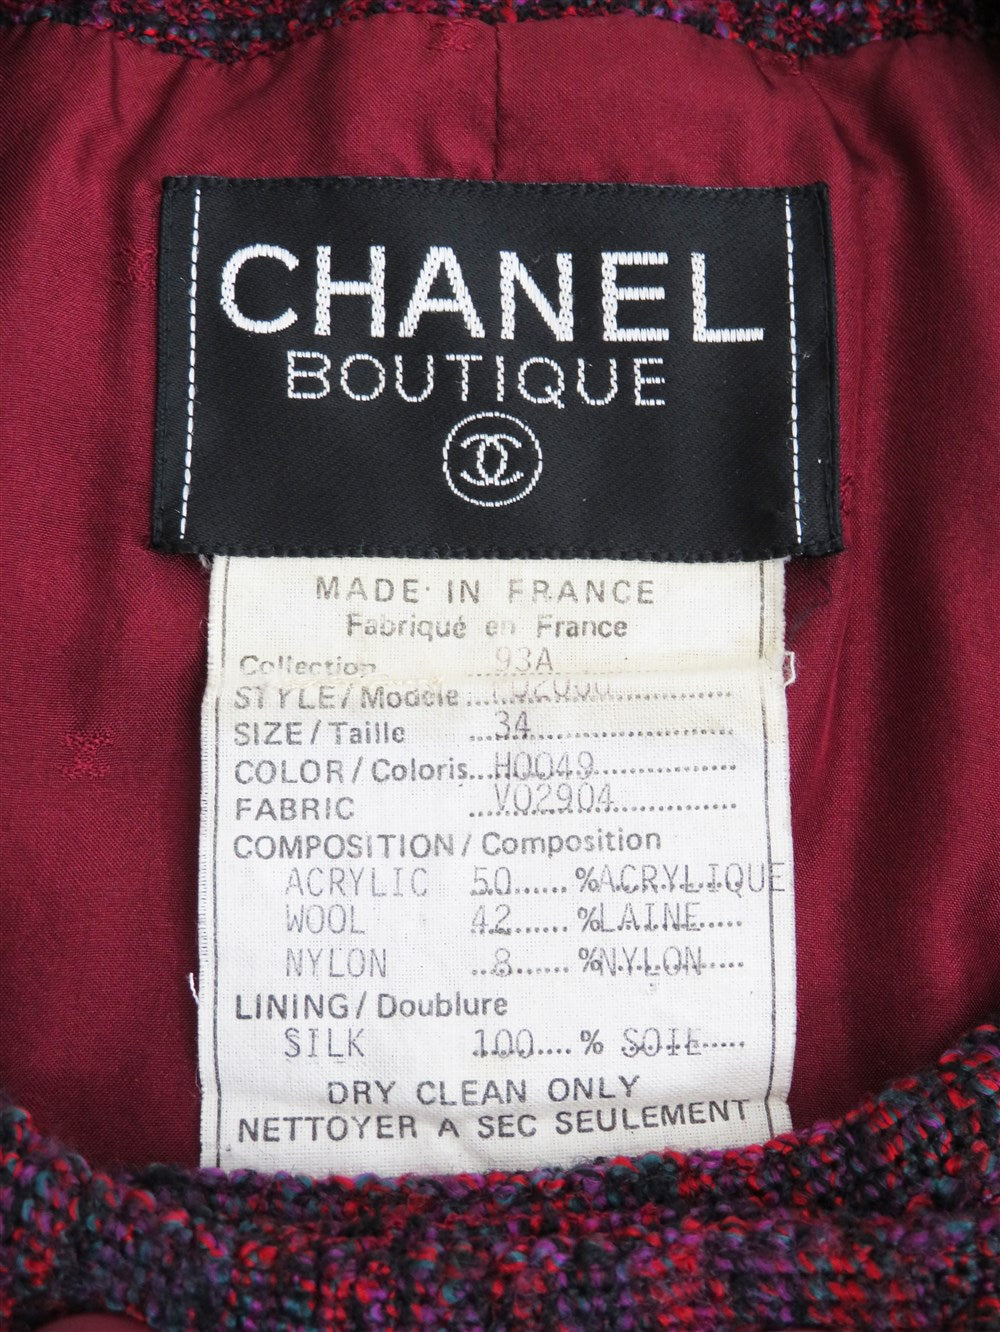 CHANEL
BOUTIQUE
MADE IN FRANCE
Fabriqué en France
Collection 93A
STYLE / Modèle
SIZE / Taille 34
COLOR / Coloris H0049
FABRIC V02904
COMPOSITION / Composition
ACRYLIC 50 % ACRYLIQUE
WOOL 42 % LAINE
NYLON 8 % NYLON
LINING / Doublure
SILK 100 % SOIE
DRY CLEAN ONLY
NETTOYER A SEC SEULEMENT